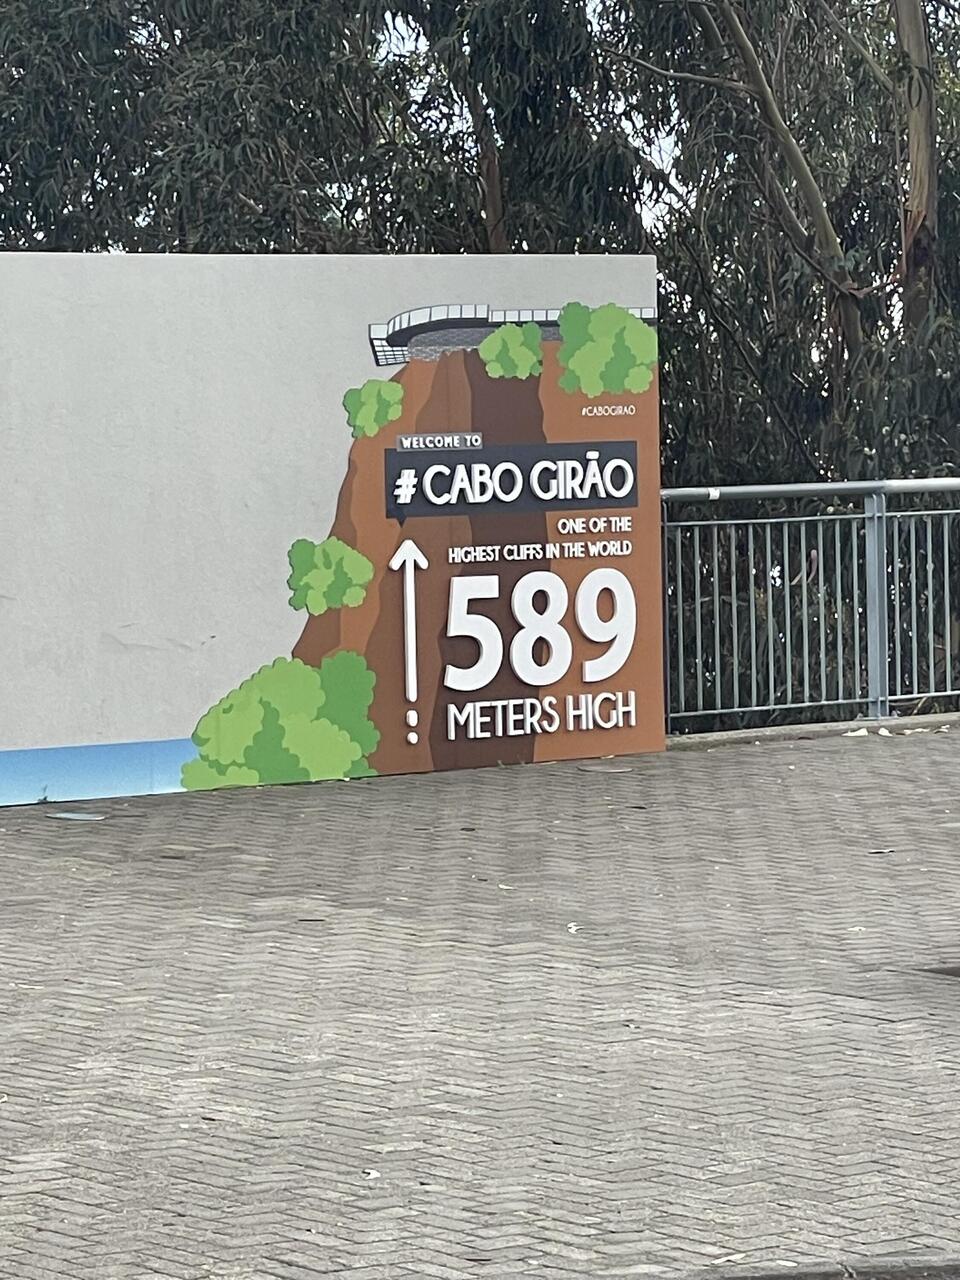 #CABOGIRAO
WELCOME TO
# CABO GIRÃO
ONE OF THE
HIGHEST CLIFFS IN THE WORLD
589
METERS HIGH